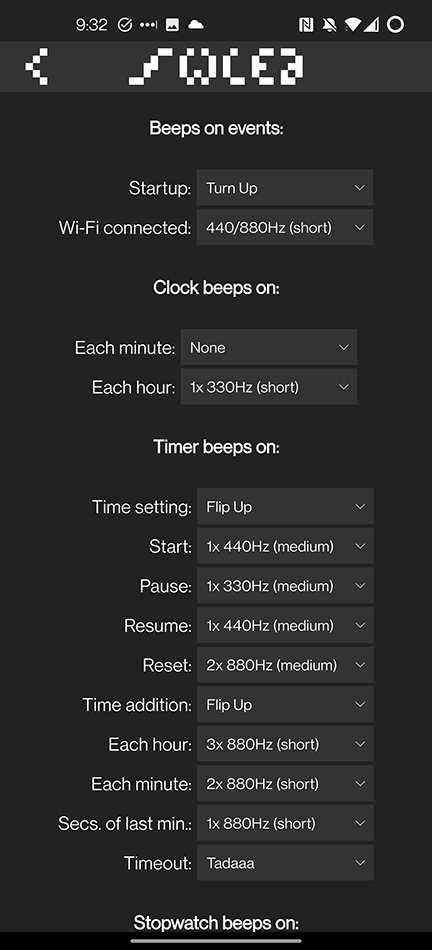 9:32
Beeps on events:
Startup: Turn Up
Wi-Fi connected: 440/880Hz (short)
Clock beeps on:
Each minute: None
Each hour: 1x 330Hz (short)
Timer beeps on:
Time setting: Flip Up
Start: 1x 440Hz (medium)
Pause: 1x 330Hz (medium)
Resume: 1x 440Hz (medium)
Reset: 2x 880Hz (medium)
Time addition: Flip Up
Each hour: 3x 880Hz (short)
Each minute: 2x 880Hz (short)
Secs. of last min.: 1x 880Hz (short)
Timeout: Tadaaa
Stopwatch beeps on: